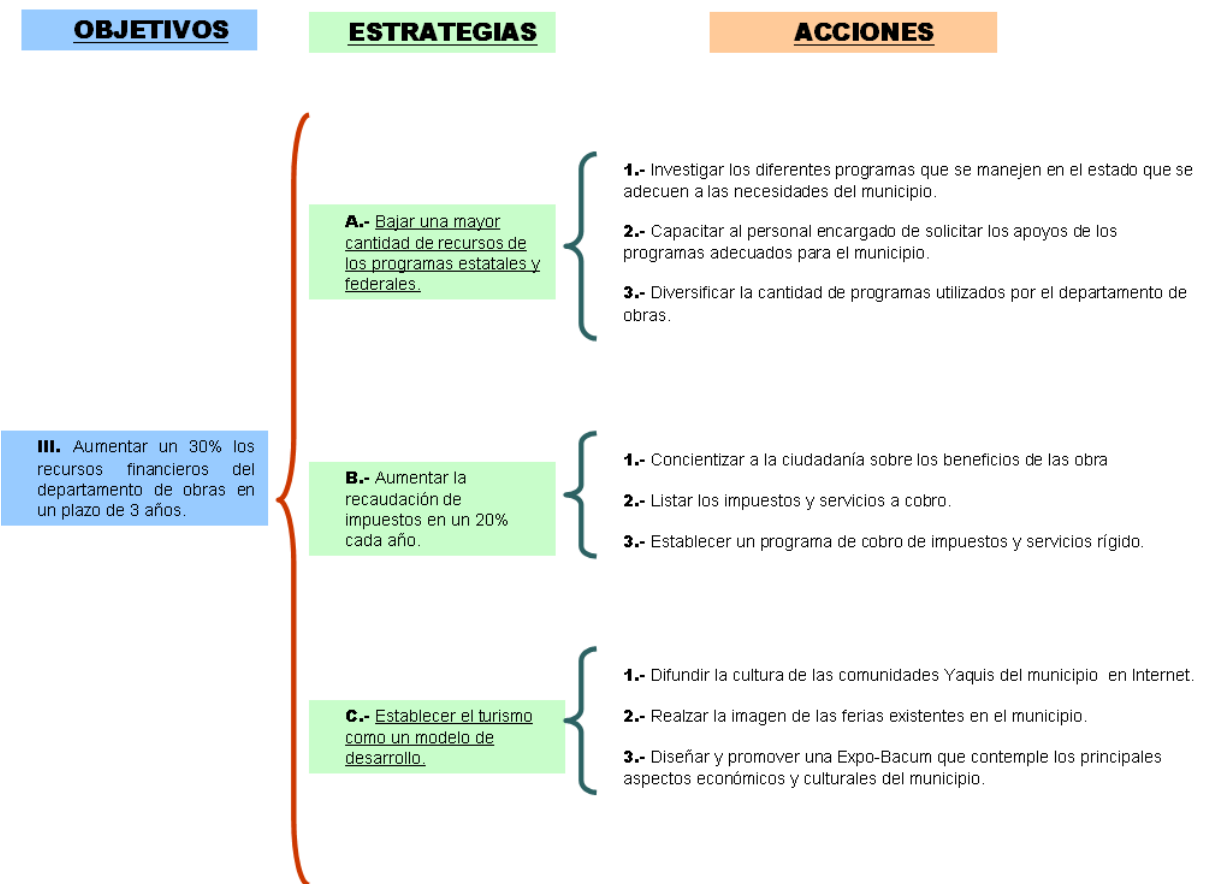 OBJETIVOS
ESTRATEGIAS
ACCIONES
III. Aumentar un 30% los
recursos financieros del
departamento de obras en
un plazo de 3 años.
A.- Bajar una mayor
cantidad de recursos de
los programas estatales y
federales.
1.- Investigar los diferentes programas que se manejen en el estado que se
adecuen a las necesidades del municipio.
2.- Capacitar al personal encargado de solicitar los apoyos de los
programas adecuados para el municipio.
3.- Diversificar la cantidad de programas utilizados por el departamento de
obras.
B.- Aumentar la
recaudación de
impuestos en un 20%
cada año.
1.- Concientizar a la ciudadanía sobre los beneficios de las obra
2.- Listar los impuestos y servicios a cobro.
3.- Establecer un programa de cobro de impuestos y servicios rígido.
C.- Establecer el turismo
como un modelo de
desarrollo.
1.- Difundir la cultura de las comunidades Yaquis del municipio  en Internet.
2.- Realzar la imagen de las ferias existentes en el municipio.
3.- Diseñar y promover una Expo-Bacum que contemple los principales
aspectos económicos y culturales del municipio.